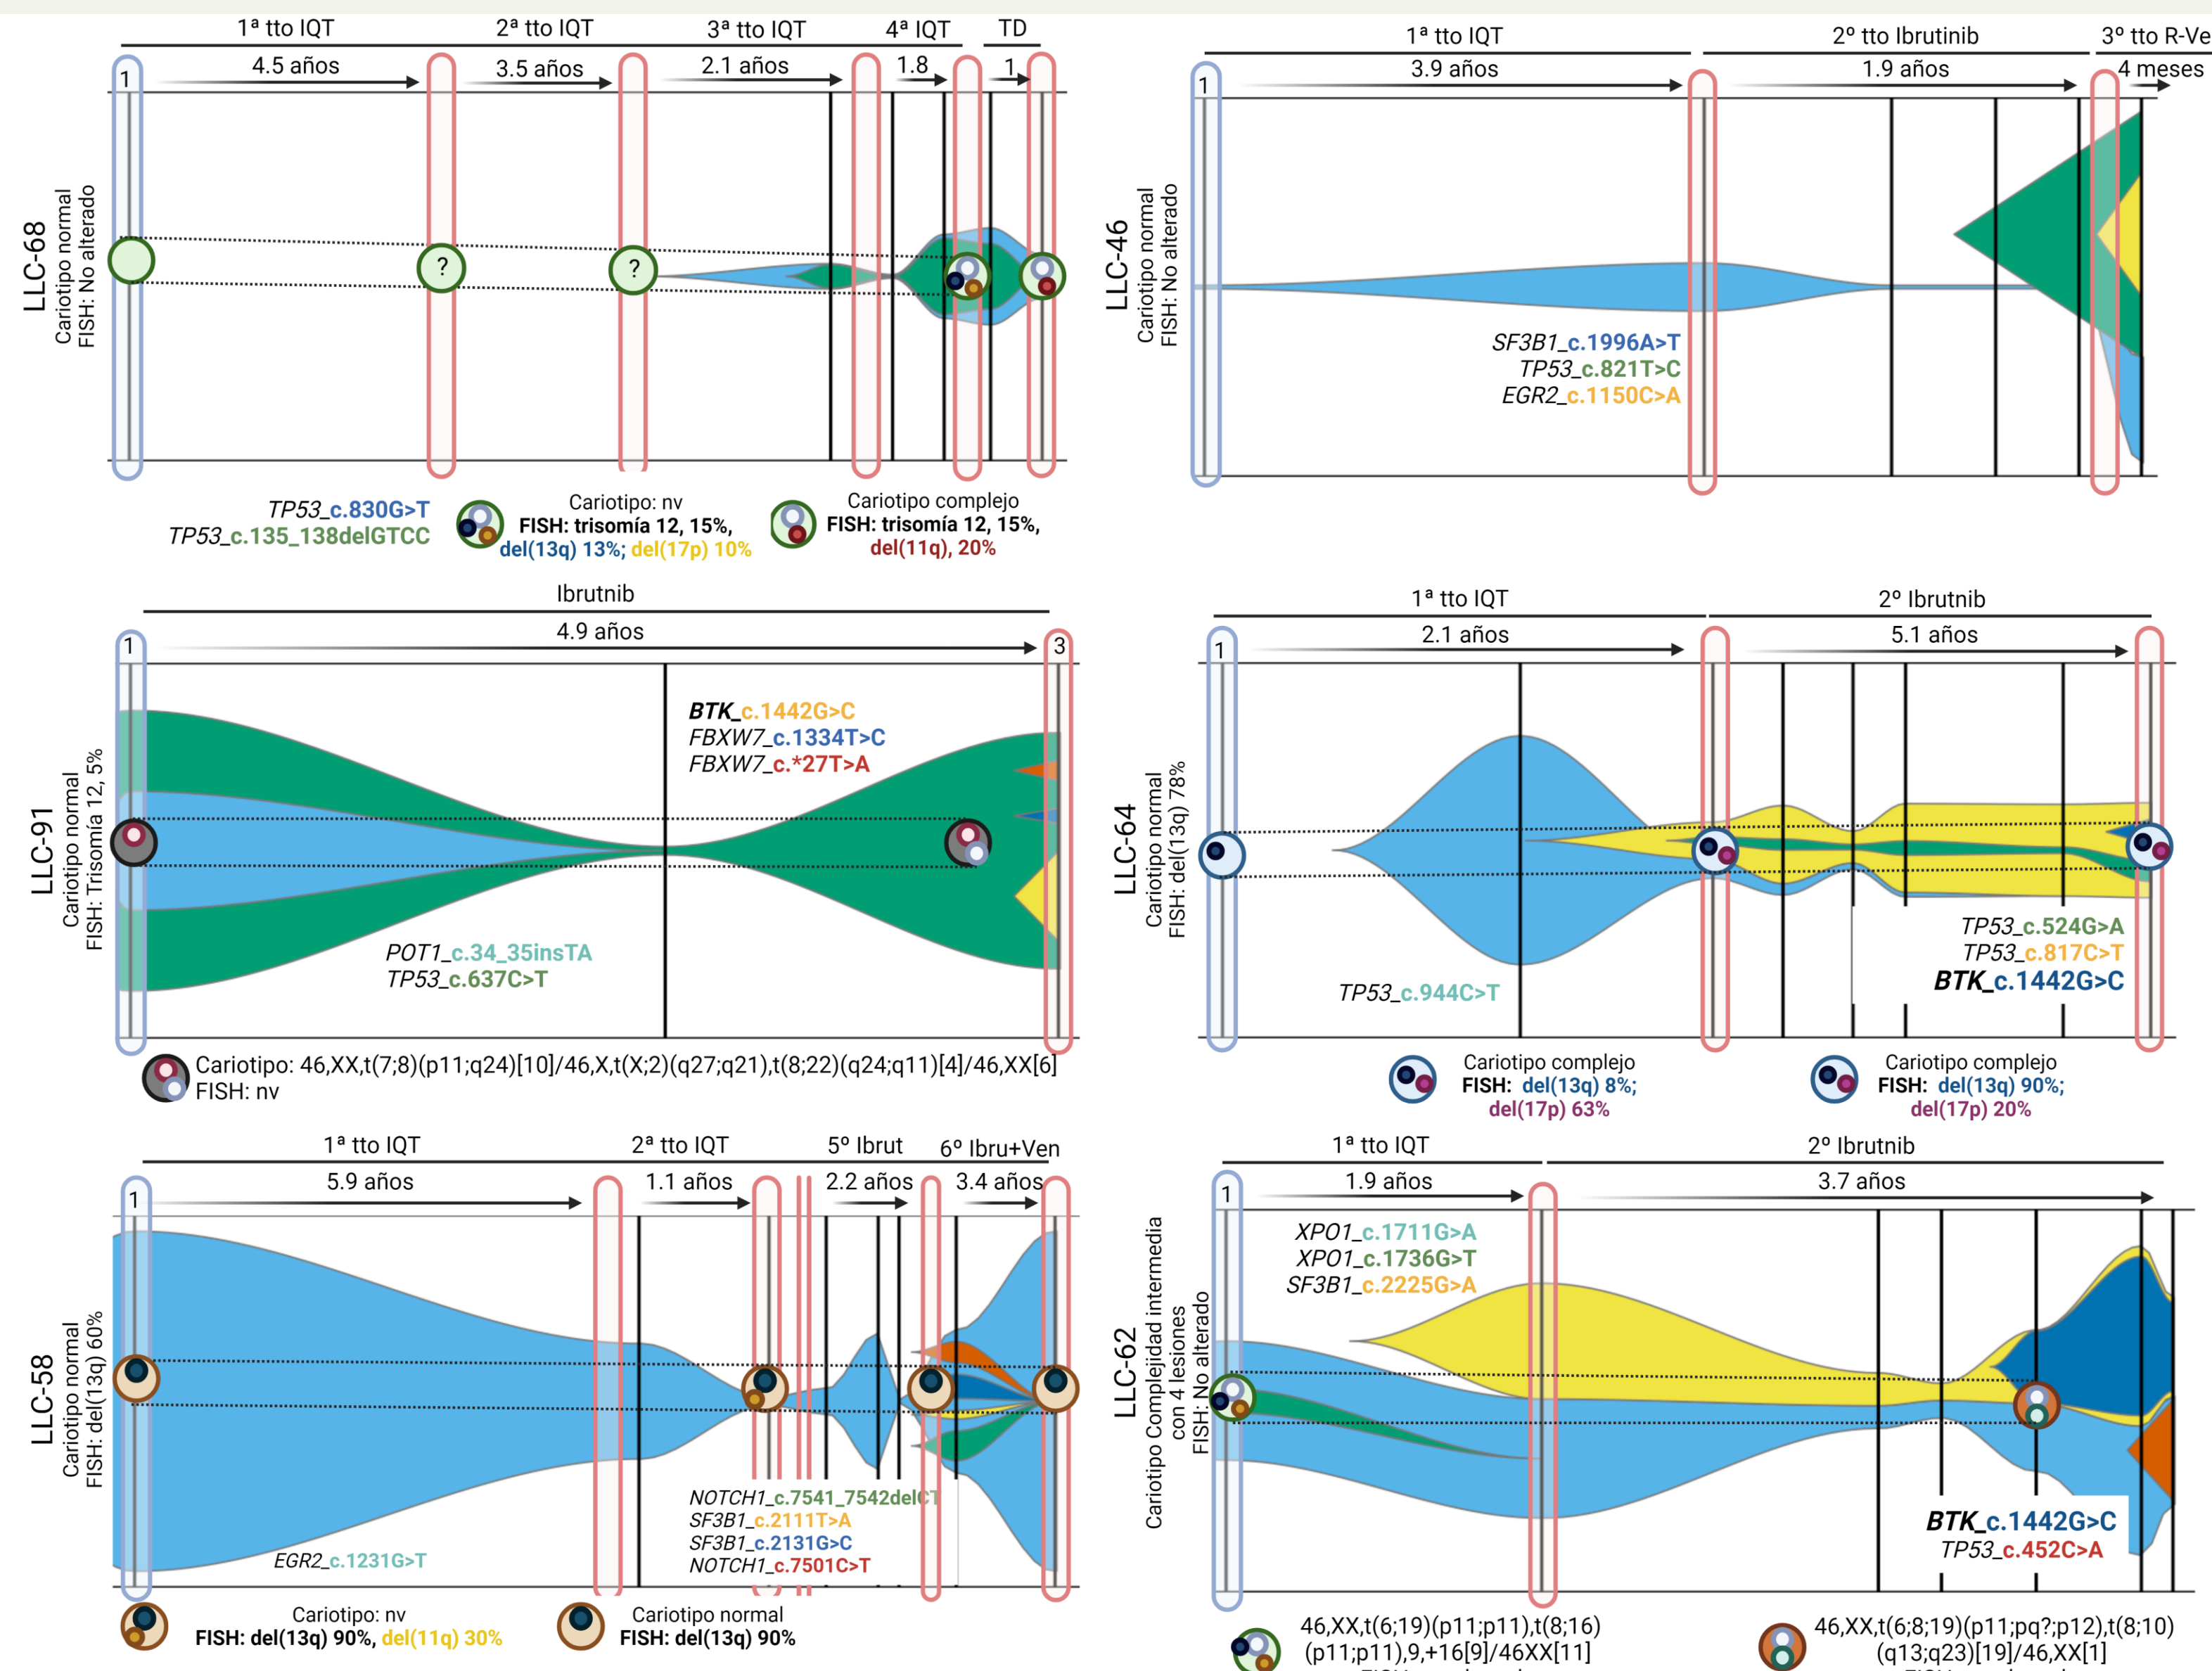 1ª tto IQT
2ª tto IQT
3ª tto IQT
4ª IQT
TD
4.5 años
3.5 años
2.1 años
1.8
1
1
LLC-68
Cariotipo normal
FISH: No alterado
?
?
TP53_c.830G>T
TP53_c.135_138delGTCC
Cariotipo: nv
FISH: trisomía 12, 15%,
del(13q) 13%; del(17p) 10%
Cariotipo complejo
FISH: trisomía 12, 15%,
del(11q), 20%
1ª tto IQT
2º tto Ibrutinib
3º tto R-Ve
3.9 años
1.9 años
4 meses
1
LLC-46
Cariotipo normal
FISH: No alterado
SF3B1_c.1996A>T
TP53_c.821T>C
EGR2_c.1150C>A
Ibrutnib
4.9 años
1
3
LLC-91
Cariotipo normal
FISH: Trisomía 12, 5%
BTK_c.1442G>C
FBXW7_c.1334T>C
FBXW7_c.*27T>A
POT1_c.34_35insTA
TP53_c.637C>T
Cariotipo: 46,XX,t(7;8)(p11;q24)[10]/46,X,t(X;2)(q27;q21),t(8;22)(q24;q11)[4]/46,XX[6]
FISH: nv
1ª tto IQT
2º Ibrutnib
2.1 años
5.1 años
1
LLC-64
Cariotipo normal
FISH: del(13q) 78%
TP53_c.944C>T
TP53_c.524G>A
TP53_c.817C>T
BTK_c.1442G>C
Cariotipo complejo
FISH: del(13q) 8%;
del(17p) 63%
Cariotipo complejo
FISH: del(13q) 90%;
del(17p) 20%
1ª tto IQT
2ª tto IQT
5º Ibrut
6º Ibru+Ven
5.9 años
1.1 años
2.2 años
3.4 años
1
LLC-58
Cariotipo normal
FISH: del(13q) 60%
EGR2_c.1231G>T
NOTCH1_c.7541_7542delCT
SF3B1_c.2111T>A
SF3B1_c.2131G>C
NOTCH1_c.7501C>T
Cariotipo: nv
FISH: del(13q) 90%, del(11q) 30%
Cariotipo normal
FISH: del(13q) 90%
1ª tto IQT
2º Ibrutnib
1.9 años
3.7 años
1
LLC-62
Cariotipo Complejidad intermedia
con 4 lesiones
FISH: No alterado
XPO1_c.1711G>A
XPO1_c.1736G>T
SF3B1_c.2225G>A
BTK_c.1442G>C
TP53_c.452C>A
46,XX,t(6;19)(p11;p11),t(8;16)
(p11;p11),9,+16[9]/46XX[11]
46,XX,t(6;8;19)(p11;pq?;p12),t(8;10)
(q13;q23)[19]/46,XX[1]